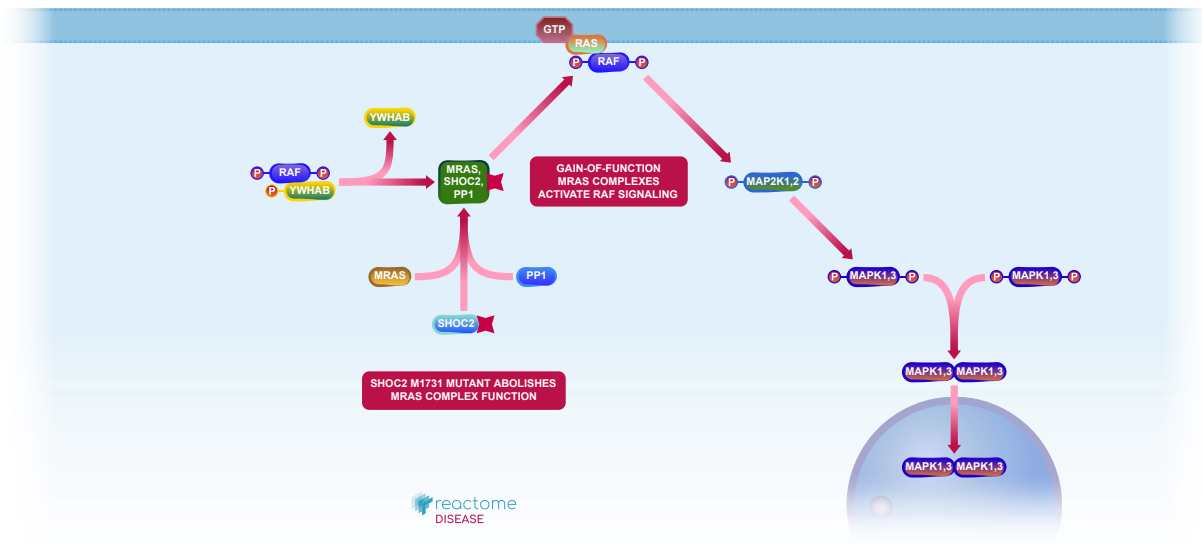 GTP
RAS
P RAF P
YWHAB
P RAF P
P YWHAB
MRAS,
SHOC2,
PP1
GAIN-OF-FUNCTION
MRAS COMPLEXES
ACTIVATE RAF SIGNALING
P MAP2K1,2 P
MRAS
PP1
SHOC2
P MAPK1,3 P
P MAPK1,3 P
SHOC2 M1731 MUTANT ABOLISHES
MRAS COMPLEX FUNCTION
MAPK1,3 MAPK1,3
MAPK1,3 MAPK1,3
reactome
DISEASE